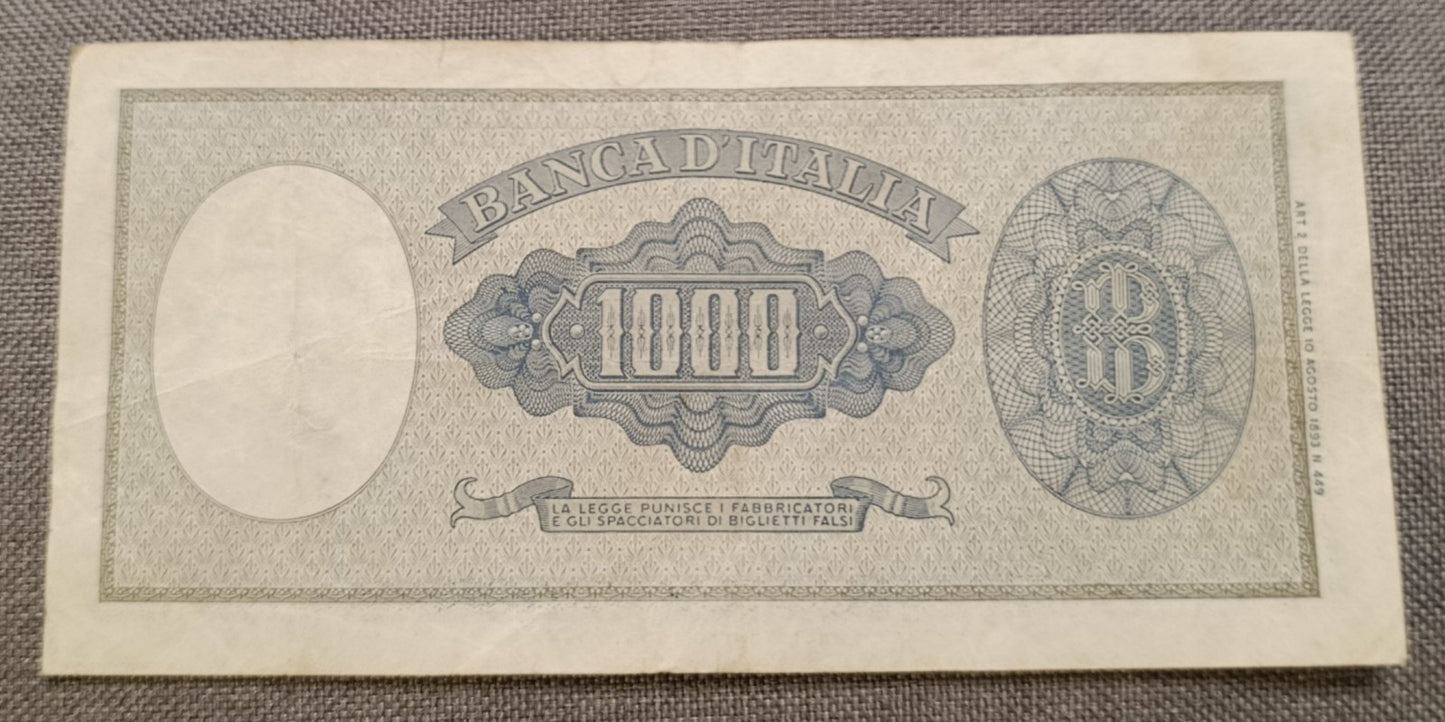 BANCA D'ITALIA
1000
B
LA LEGGE PUNISCE I FABBRICATORI
E GLI SPACCIATORI DI BIGLIETTI FALSI
ART 2 DELLA LEGGE 10 AGOSTO 1893 N 449